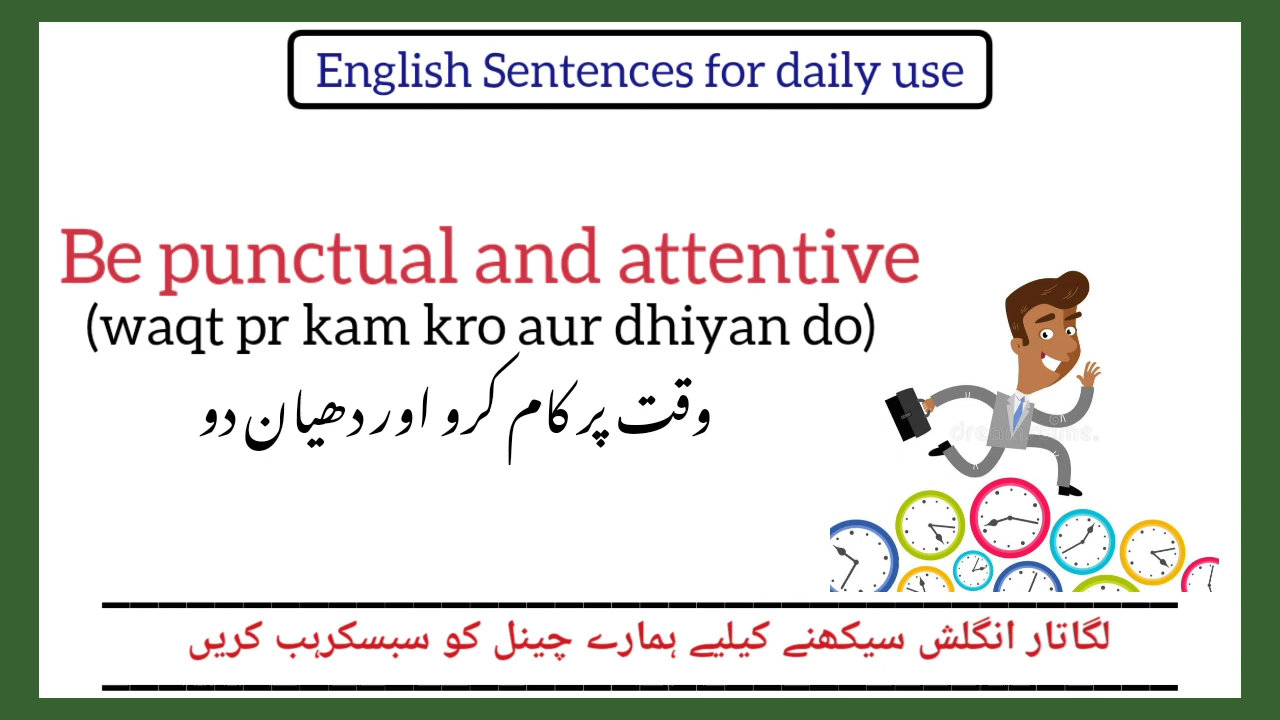 English Sentences for daily use
Be punctual and attentive
(waqt pr kam kro aur dhiyan do)
وقت پر کام کرو اور دھیان دو
dreamstime.
لگاتار انگلش سیکھنے کیلیے ہمارے چینل کو سبسکرہب کریں